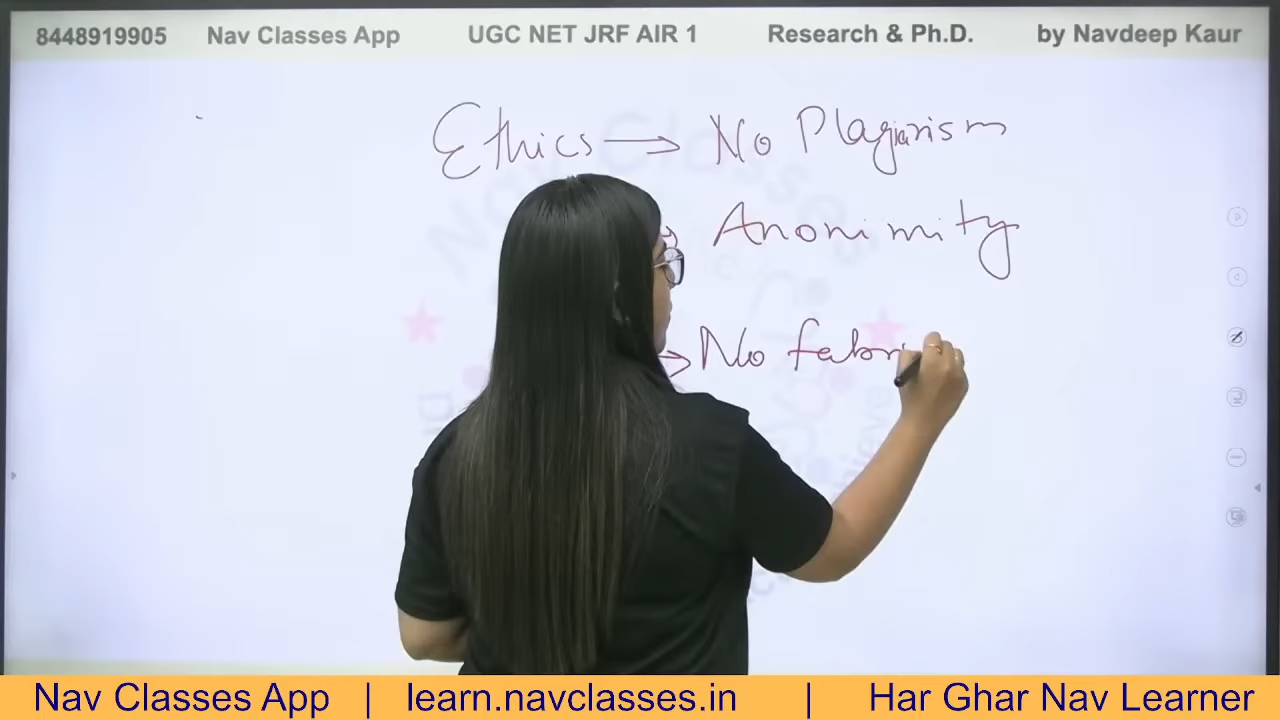 8448919905 Nav Classes App UGC NET JRF AIR 1 Research & Ph.D. by Navdeep Kaur
Ethics → No Plagiarism
→ Anonimity
→ No fabri
Nav Classes App | learn.navclasses.in | Har Ghar Nav Learner